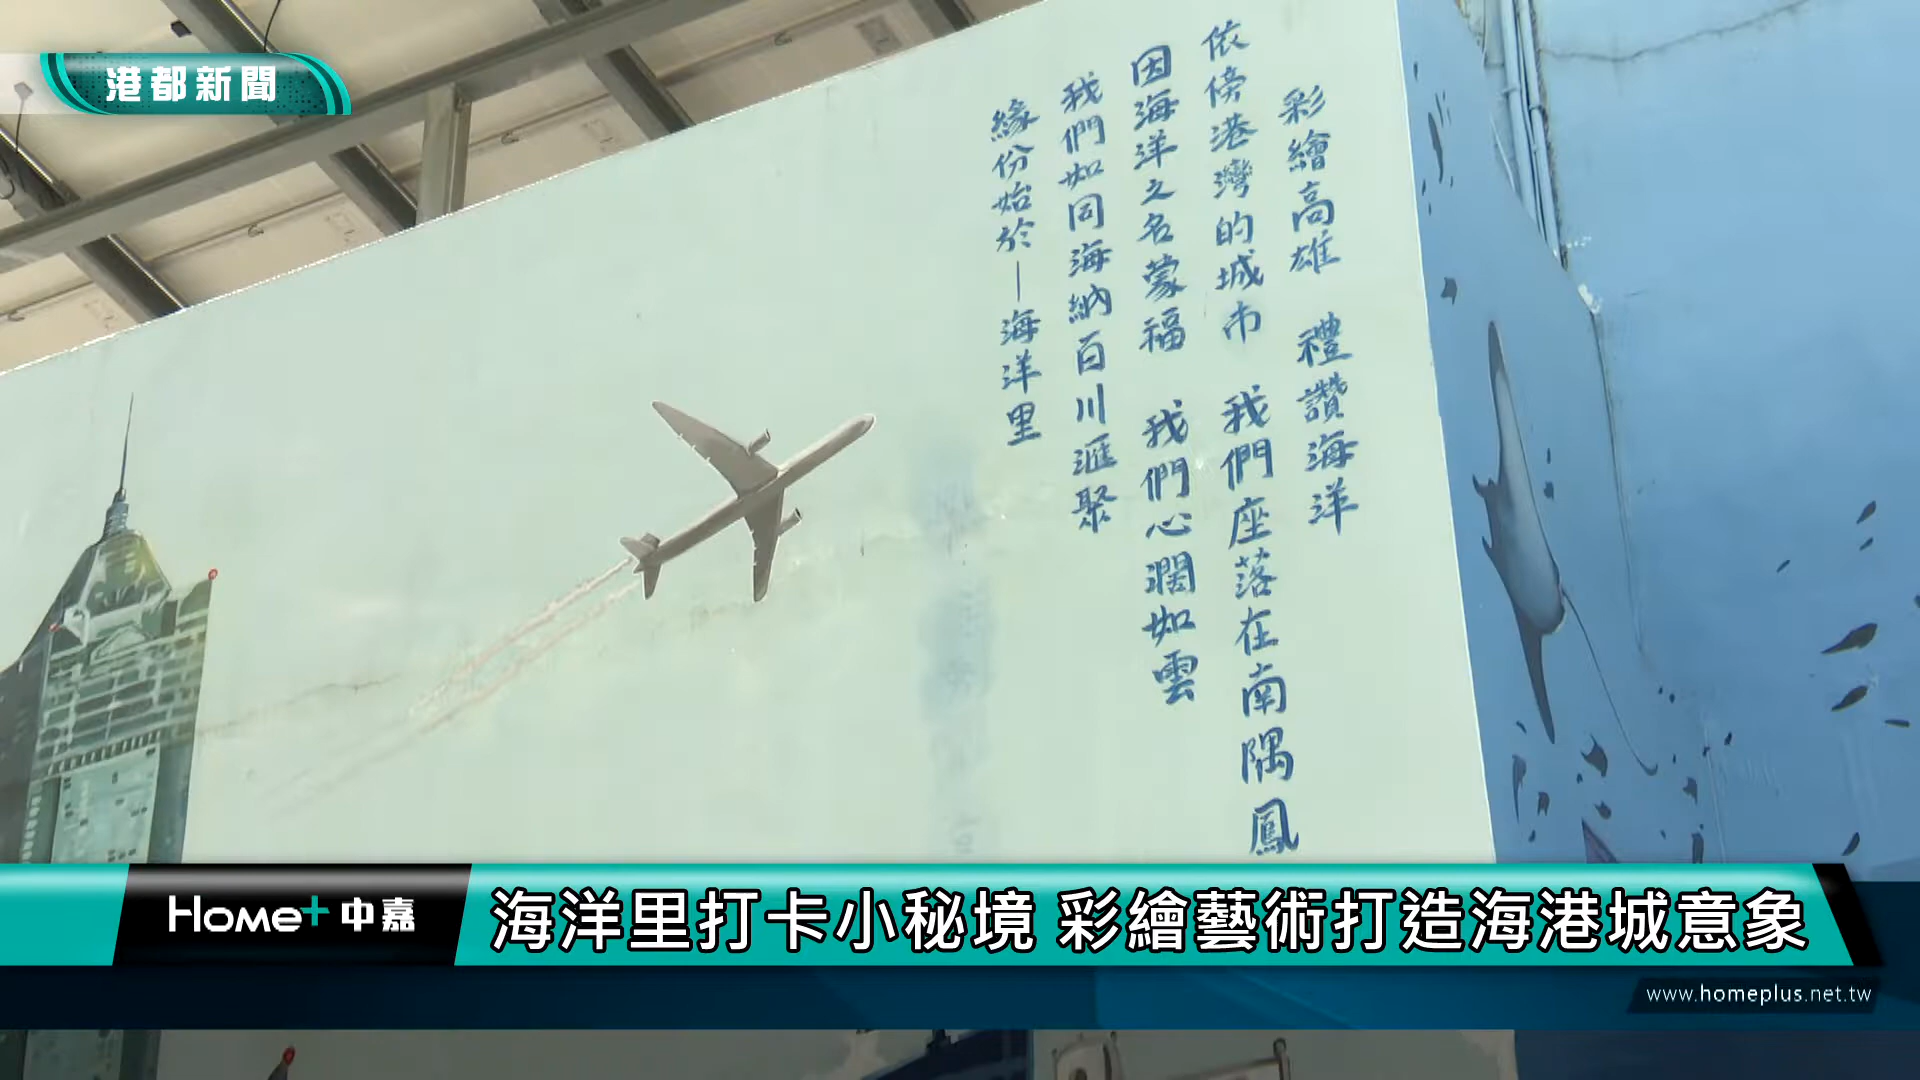 港都新聞
彩繪高雄 禮讚海洋
依傍港灣的城市 我們座落在南隅鳳
因海洋之名蒙福 我們心濶如雲
我們如同海納百川滙聚
緣份始於—海洋里
Home+中嘉
海洋里打卡小秘境 彩繪藝術打造海港城意象
www.homeplus.net.tw